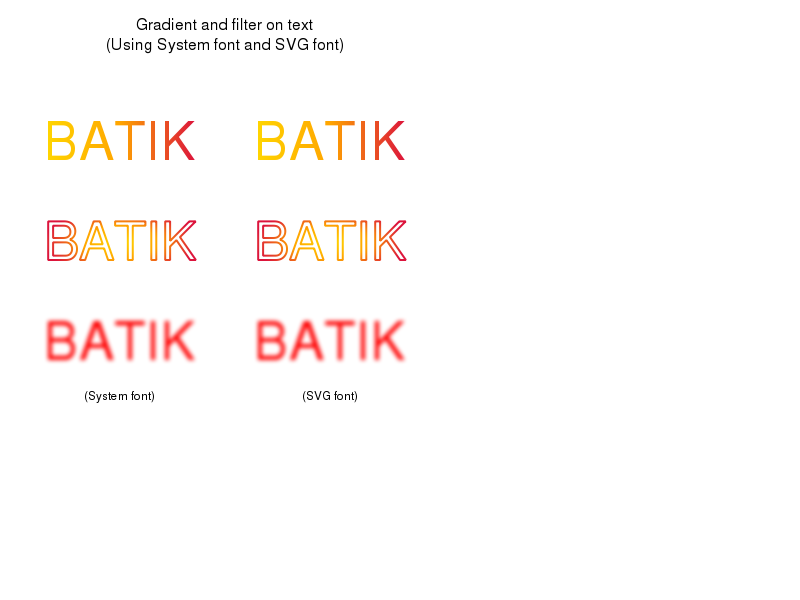 Gradient and filter on text
(Using System font and SVG font)
BATIK BATIK
BATIK BATIK
BATIK BATIK
(System font) (SVG font)